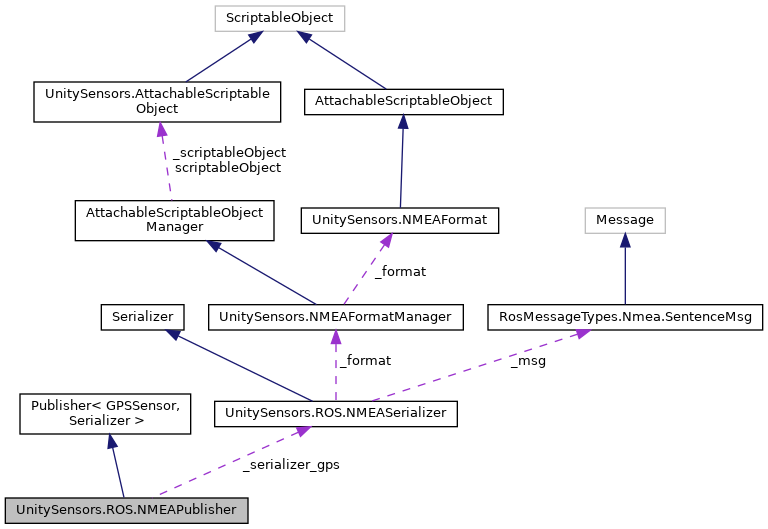 ScriptableObject
UnitySensors.AttachableScriptable
Object
AttachableScriptableObject
_scriptableObject
scriptableObject
AttachableScriptableObject
Manager
UnitySensors.NMEAFormat
Message
_format
Serializer
UnitySensors.NMEAFormatManager
RosMessageTypes.Nmea.SentenceMsg
_format
_msg
Publisher< GPSSensor,
Serializer >
UnitySensors.ROS.NMEASerializer
_serializer_gps
UnitySensors.ROS.NMEAPublisher